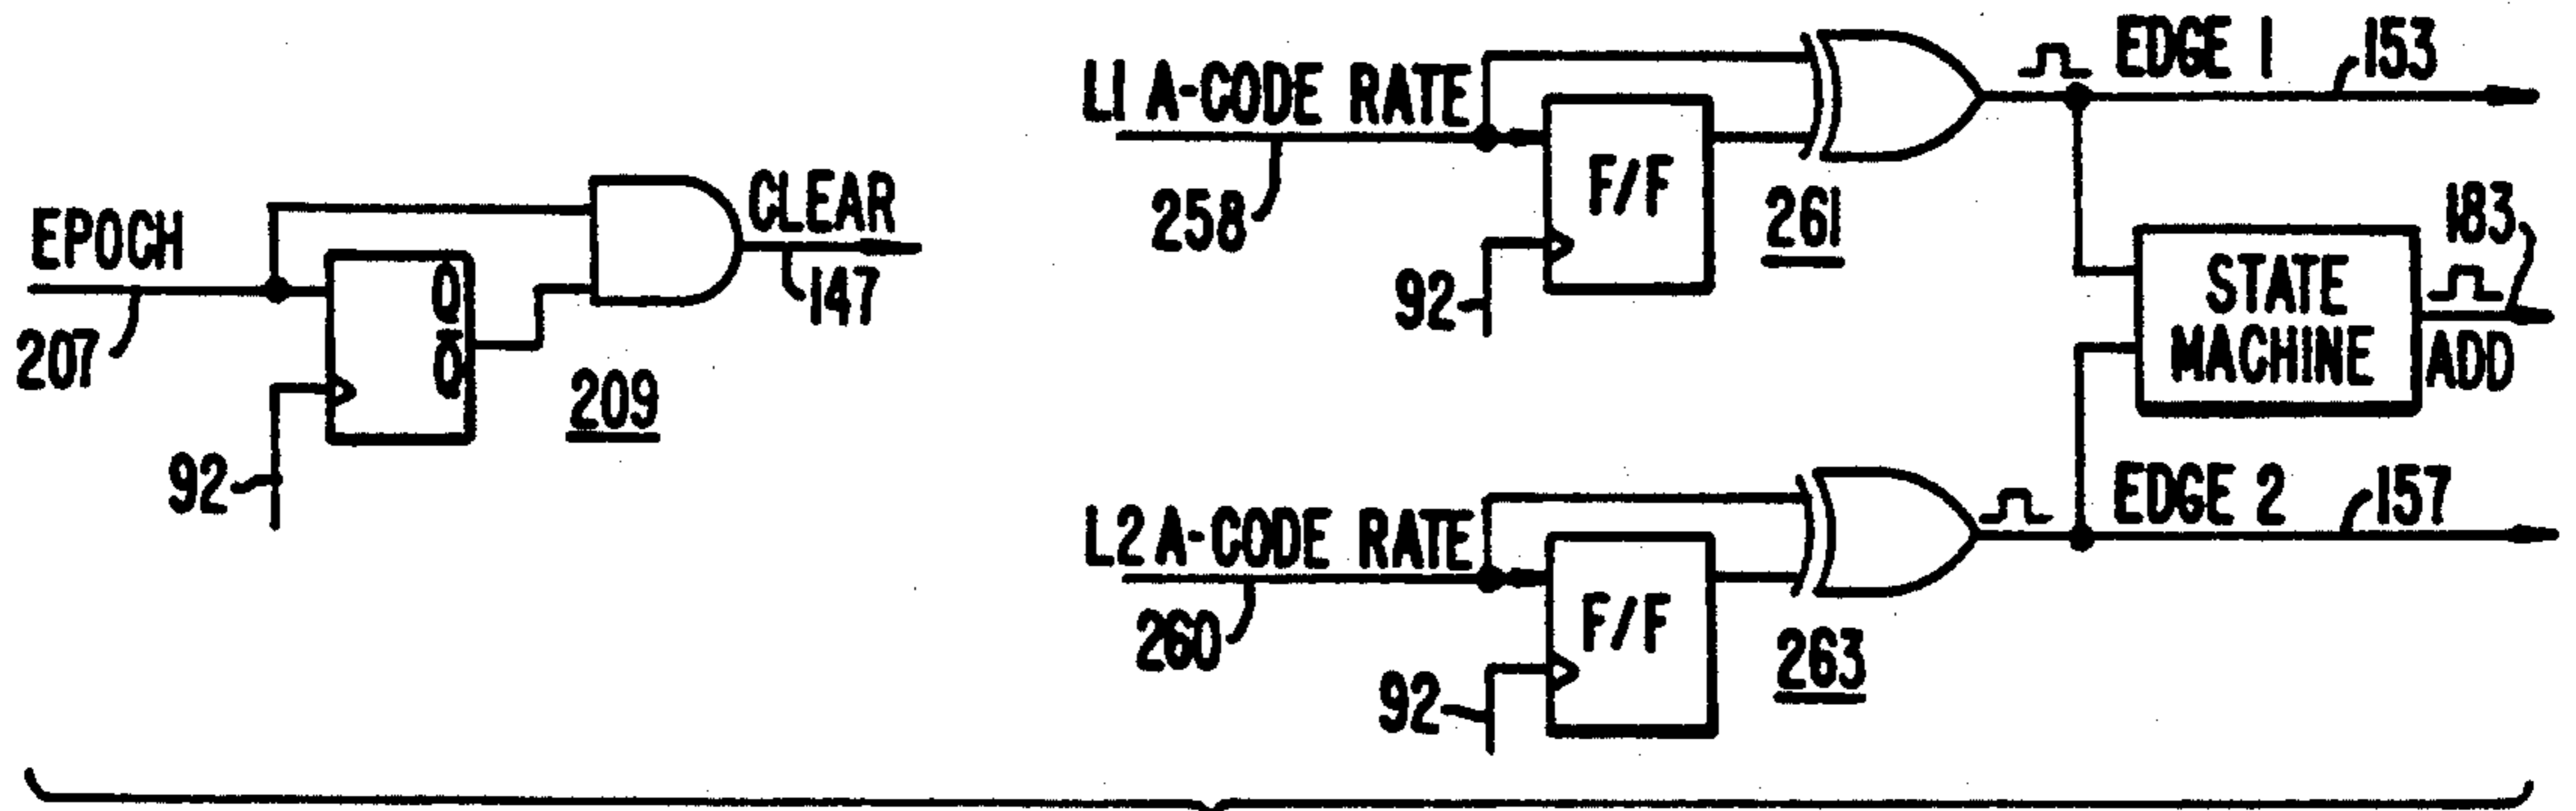 EPOCH
207
92
Q
Q̅
209
CLEAR
147
L1 A-CODE RATE
258
F/F
92
261
EDGE 1
153
STATE
MACHINE
183
ADD
L2 A-CODE RATE
260
F/F
92
263
EDGE 2
157